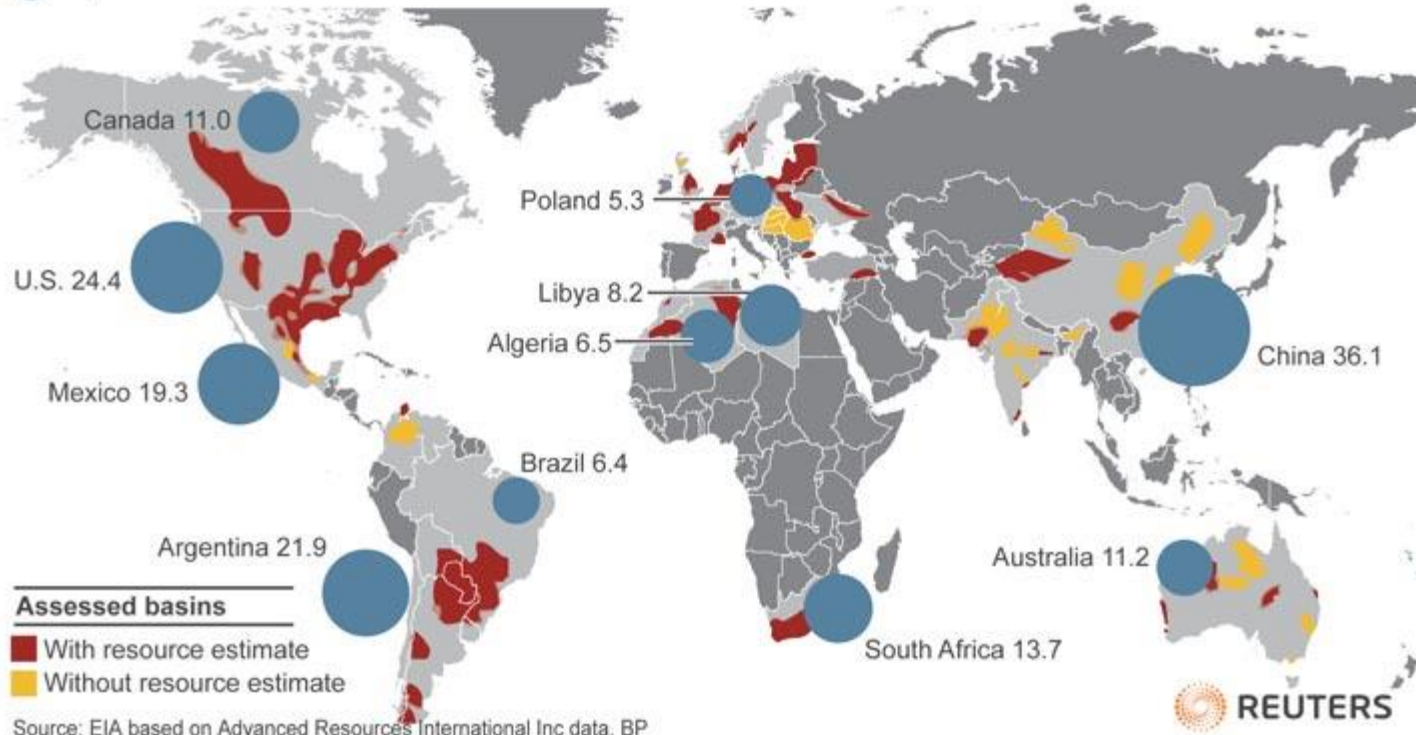 Canada 11.0
Poland 5.3
U.S. 24.4
Libya 8.2
Algeria 6.5
China 36.1
Mexico 19.3
Brazil 6.4
Argentina 21.9
Australia 11.2
South Africa 13.7
Assessed basins
With resource estimate
Without resource estimate
Source: EIA based on Advanced Resources International Inc data, BP
REUTERS